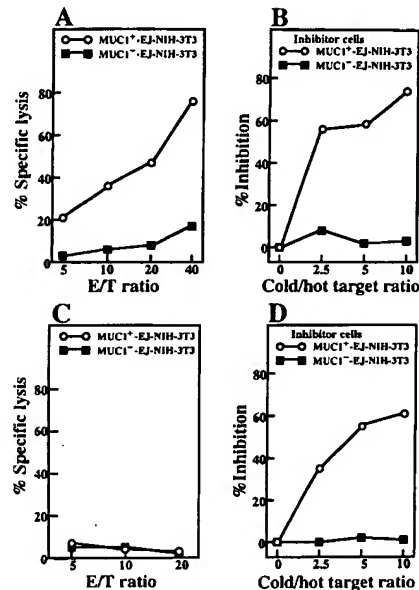 A
MUC1⁺-EJ-NIH-3T3
MUC1⁻-EJ-NIH-3T3
% Specific lysis
80
60
40
20
0
5 10 20 40
E/T ratio
B
Inhibitor cells
MUC1⁺-EJ-NIH-3T3
MUC1⁻-EJ-NIH-3T3
%Inhibition
80
60
40
20
0
0 2.5 5 10
Cold/hot target ratio
C
MUC1⁺-EJ-NIH-3T3
MUC1⁻-EJ-NIH-3T3
% Specific lysis
80
60
40
20
0
5 10 20
E/T ratio
D
Inhibitor cells
MUC1⁺-EJ-NIH-3T3
MUC1⁻-EJ-NIH-3T3
%Inhibition
80
60
40
20
0
0 2.5 5 10
Cold/hot target ratio